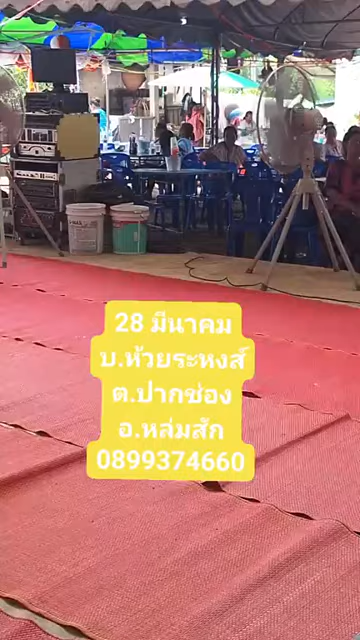 28 มีนาคม
บ.ห้วยระหงส์
ต.ปากช่อง
อ.หล่มสัก
0899374660